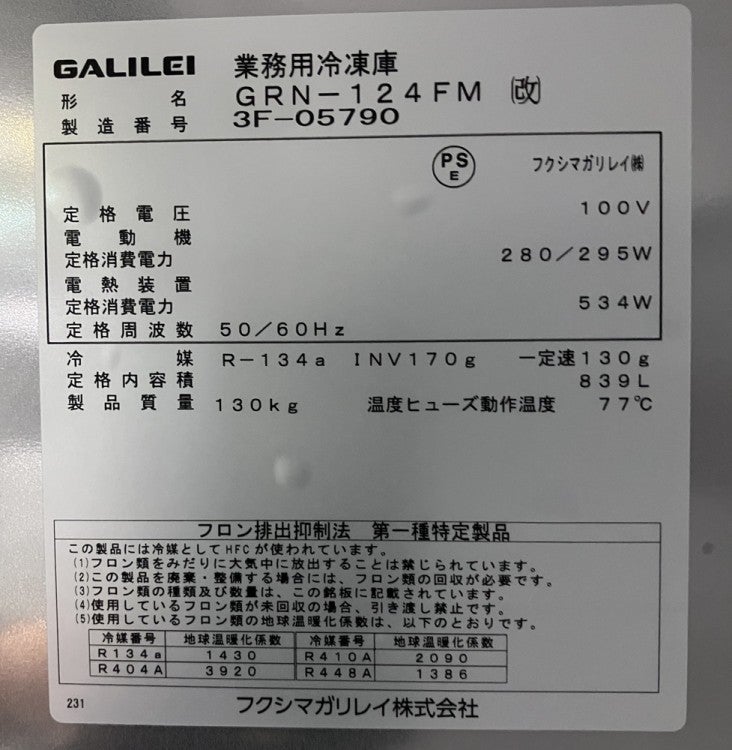 GALILEI 業務用冷凍庫
形名 GRN-124FM ㊢改
製造番号 3F-05790
PS E フクシマガリレイ㈱
定格電圧 100V
電動機
定格消費電力 280/295W
電熱装置
定格消費電力 534W
定格周波数 50/60Hz
冷媒 R-134a INV170g 一定速130g
定格内容積 839L
製品質量 130kg 温度ヒューズ動作温度 77℃
フロン排出抑制法 第一種特定製品
この製品には冷媒としてHFCが使われています。
(1)フロン類をみだりに大気中に放出することは禁じられています。
(2)この製品を廃棄・整備する場合には、フロン類の回収が必要です。
(3)フロン類の種類及び数量は、この銘板に記載されています。
(4)使用しているフロン類が未回収の場合、引き渡し禁止です。
(5)使用しているフロン類の地球温暖化係数は、以下のとおりです。
冷媒番号 地球温暖化係数 冷媒番号 地球温暖化係数
R134a 1430 R410A 2090
R404A 3920 R448A 1386
231 フクシマガリレイ株式会社